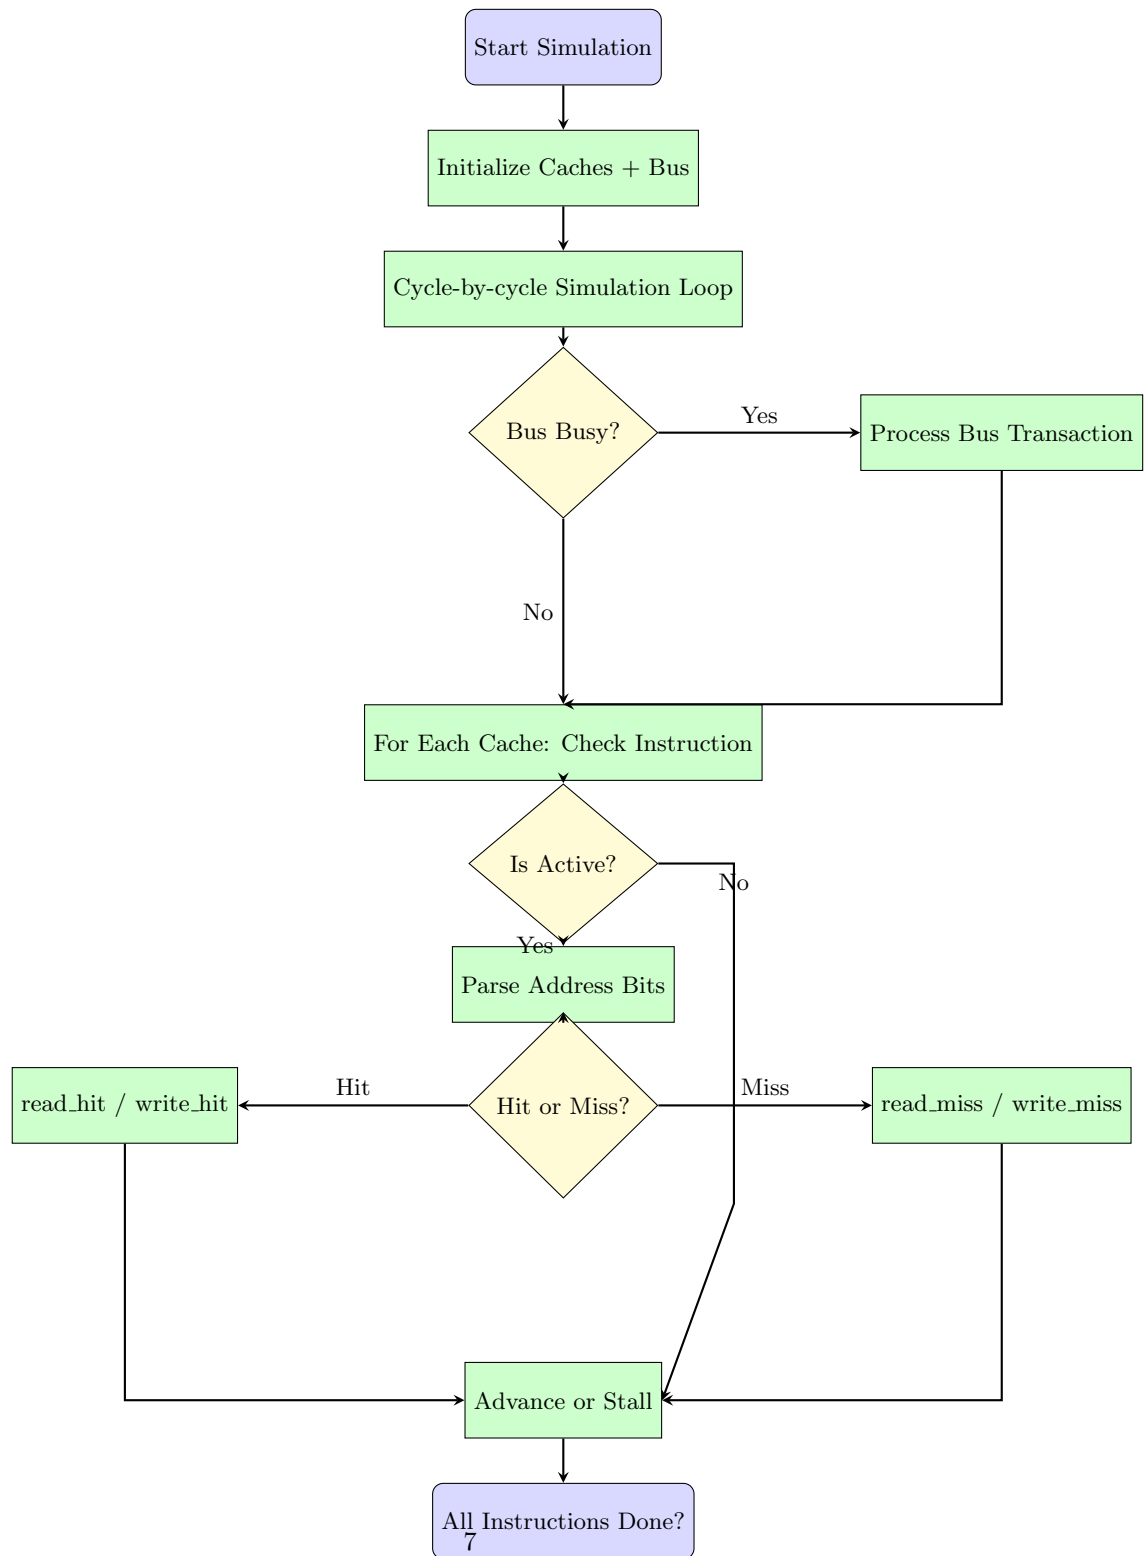 Start Simulation
Initialize Caches + Bus
Cycle-by-cycle Simulation Loop
Bus Busy?
Yes
Process Bus Transaction
No
For Each Cache: Check Instruction
Is Active?
No
Yes
Parse Address Bits
read_hit / write_hit
Hit
Hit or Miss?
Miss
read_miss / write_miss
Advance or Stall
All Instructions Done?
7